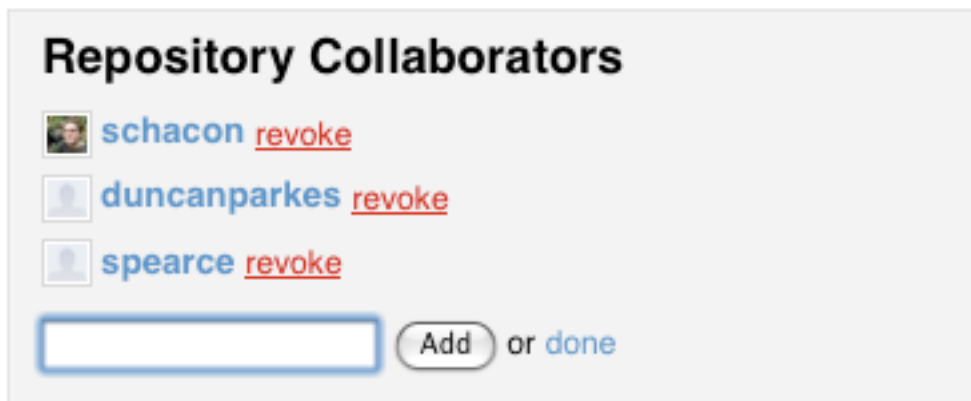 Repository Collaborators
schacon revoke
duncanparkes revoke
spearce revoke
Add or done